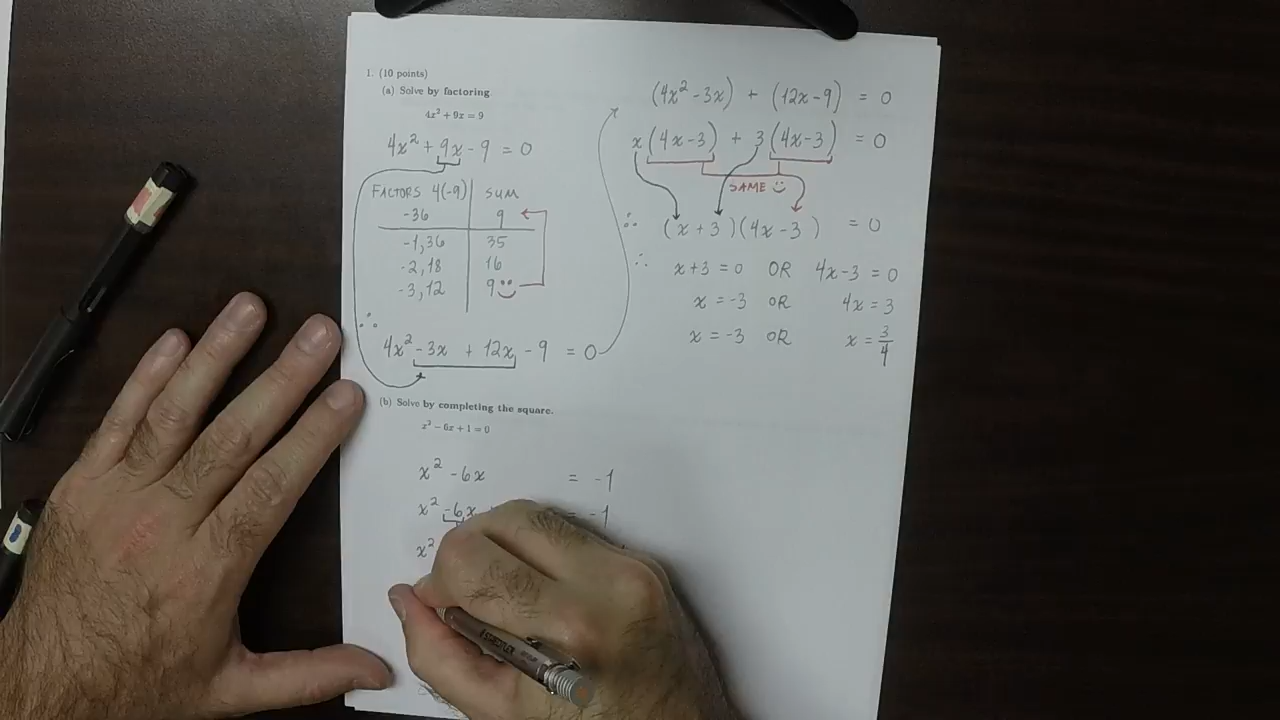 1. (10 points)
(a) Solve by factoring
4x² + 9x = 9
4x² + 9x - 9 = 0
FACTORS 4(-9) SUM
-36 9
-1,36 35
-2,18 16
-3,12 9
∴
4x² - 3x + 12x - 9 = 0
(4x² - 3x) + (12x - 9) = 0
x(4x - 3) + 3(4x - 3) = 0
SAME
∴ (x + 3)(4x - 3) = 0
∴ x + 3 = 0 OR 4x - 3 = 0
x = -3 OR 4x = 3
x = -3 OR x = 3/4
(b) Solve by completing the square.
x² - 6x + 1 = 0
x² - 6x = -1
x² - 6x = -1
x²
STAEDTLER